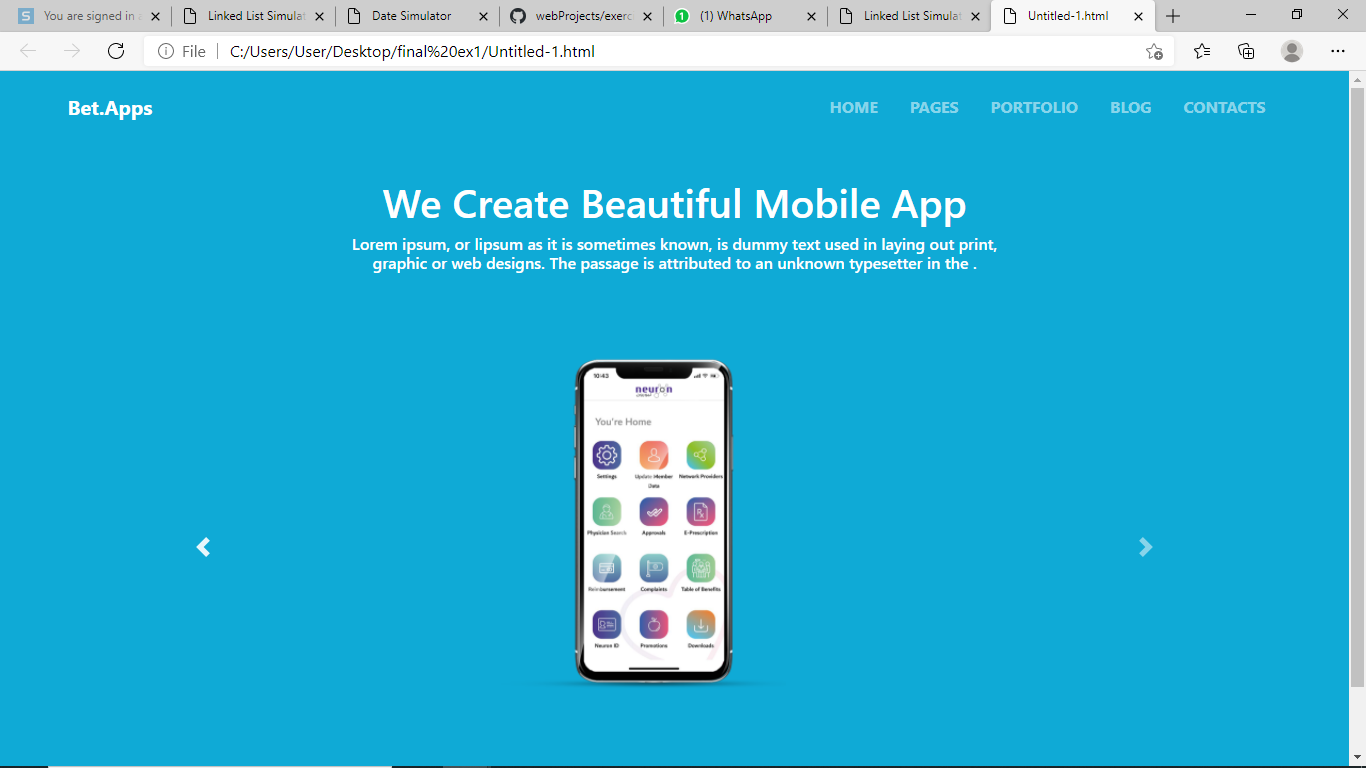 You are signed in a
Linked List Simulat
Date Simulator
webProjects/exerc
(1) WhatsApp
Linked List Simulat
Untitled-1.html
File
C:/Users/User/Desktop/final%20ex1/Untitled-1.html
Bet.Apps
HOME
PAGES
PORTFOLIO
BLOG
CONTACTS
We Create Beautiful Mobile App
Lorem ipsum, or lipsum as it is sometimes known, is dummy text used in laying out print,
graphic or web designs. The passage is attributed to an unknown typesetter in the .
10:43
neuron
You're Home
Settings
Update Member
Data
Network Providers
Physician Search
Approvals
E-Prescription
Reimbursement
Complaints
Table of Benefits
Neuron ID
Promotions
Downloads